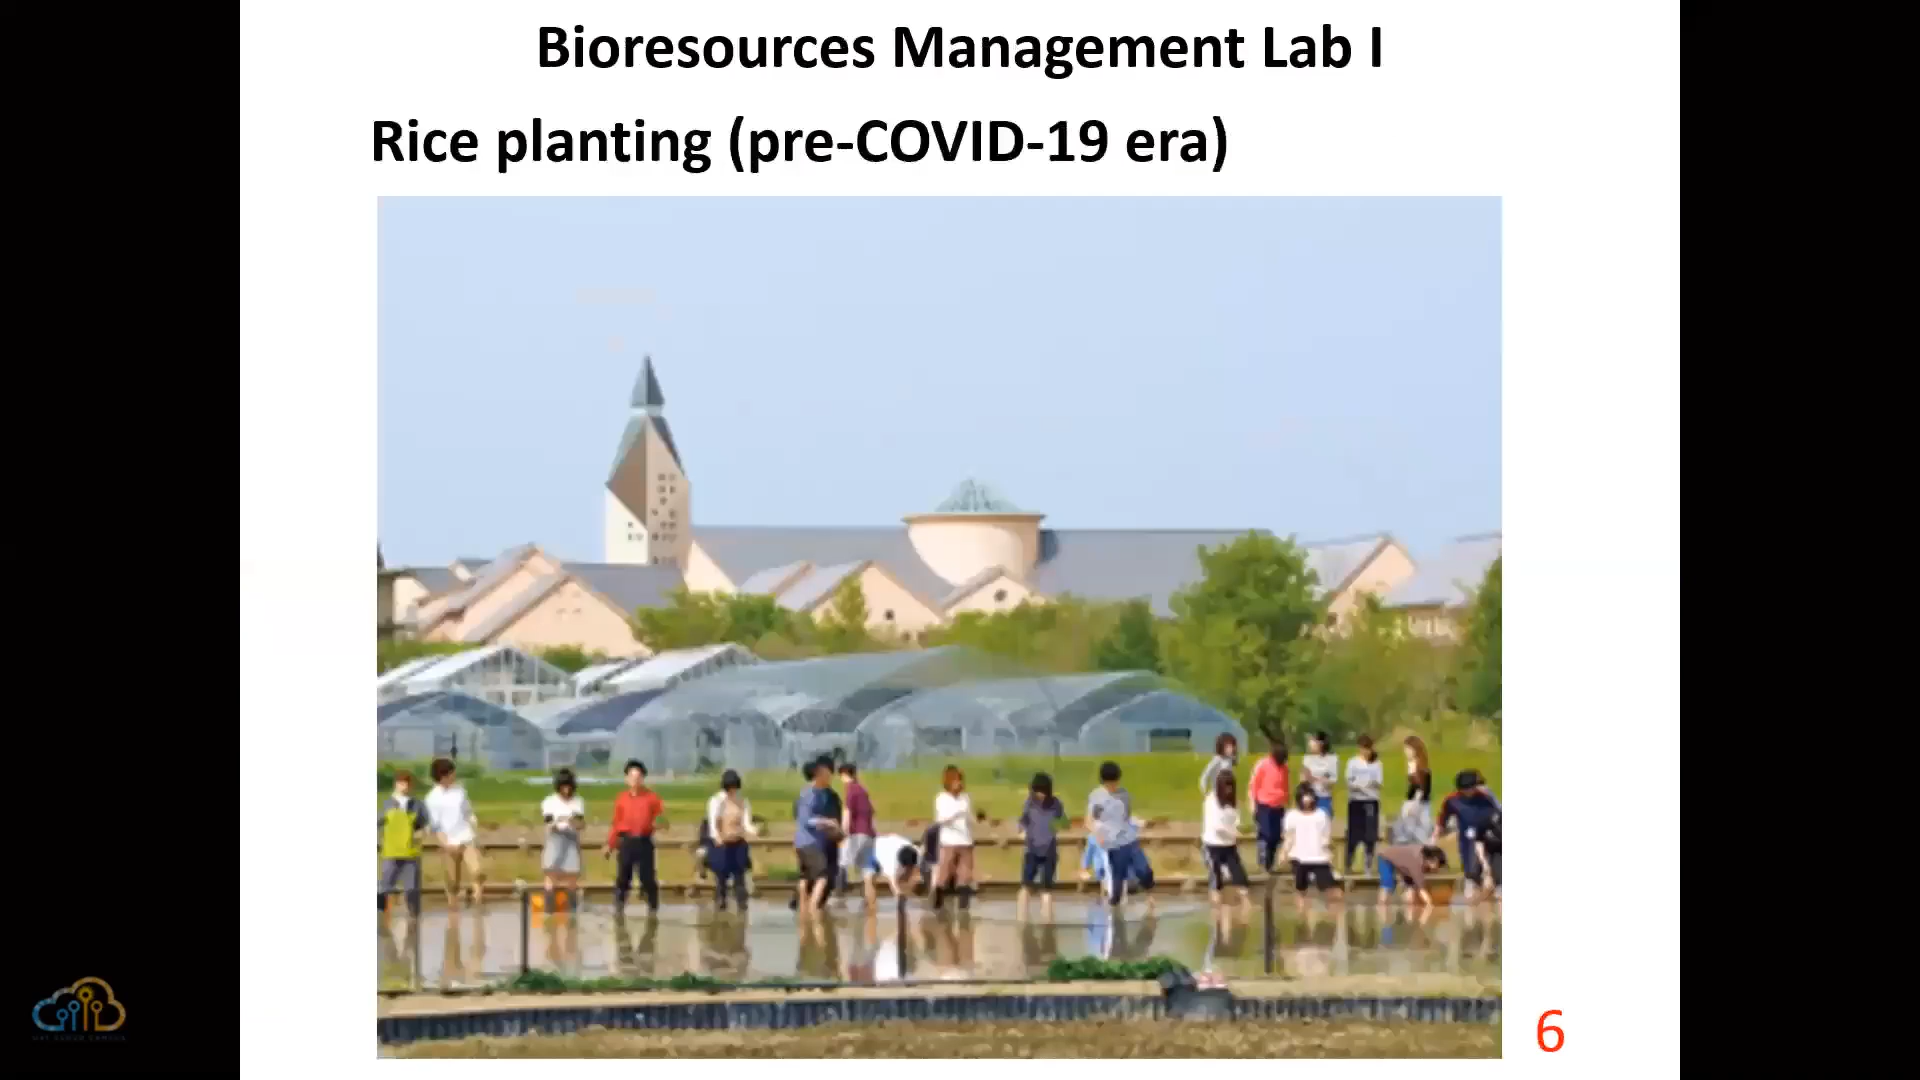 Bioresources Management Lab I
Rice planting (pre-COVID-19 era)
6